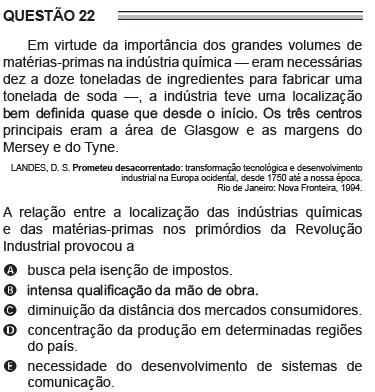 QUESTÃO 22
Em virtude da importância dos grandes volumes de
matérias-primas na indústria química — eram necessárias
dez a doze toneladas de ingredientes para fabricar uma
tonelada de soda —, a indústria teve uma localização
bem definida quase que desde o início. Os três centros
principais eram a área de Glasgow e as margens do
Mersey e do Tyne.
LANDES, D. S. Prometeu desacorrentado: transformação tecnológica e desenvolvimento
industrial na Europa ocidental, desde 1750 até a nossa época.
Rio de Janeiro: Nova Fronteira, 1994.
A relação entre a localização das indústrias químicas
e das matérias-primas nos primórdios da Revolução
Industrial provocou a
A busca pela isenção de impostos.
B intensa qualificação da mão de obra.
C diminuição da distância dos mercados consumidores.
D concentração da produção em determinadas regiões
do país.
E necessidade do desenvolvimento de sistemas de
comunicação.